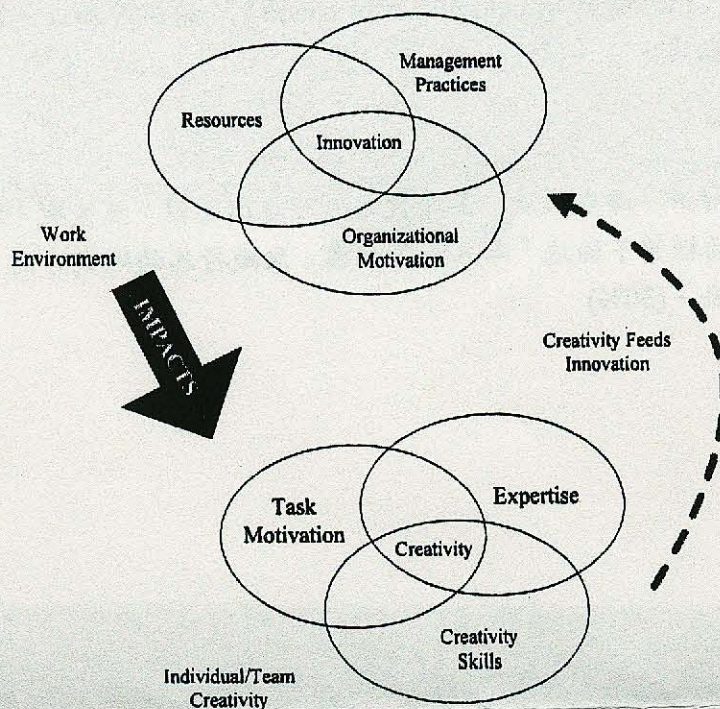 Management
Practices
Resources
Innovation
Organizational
Motivation
Work
Environment
IMPACTS
Creativity Feeds
Innovation
Task
Motivation
Expertise
Creativity
Creativity
Skills
Individual/Team
Creativity